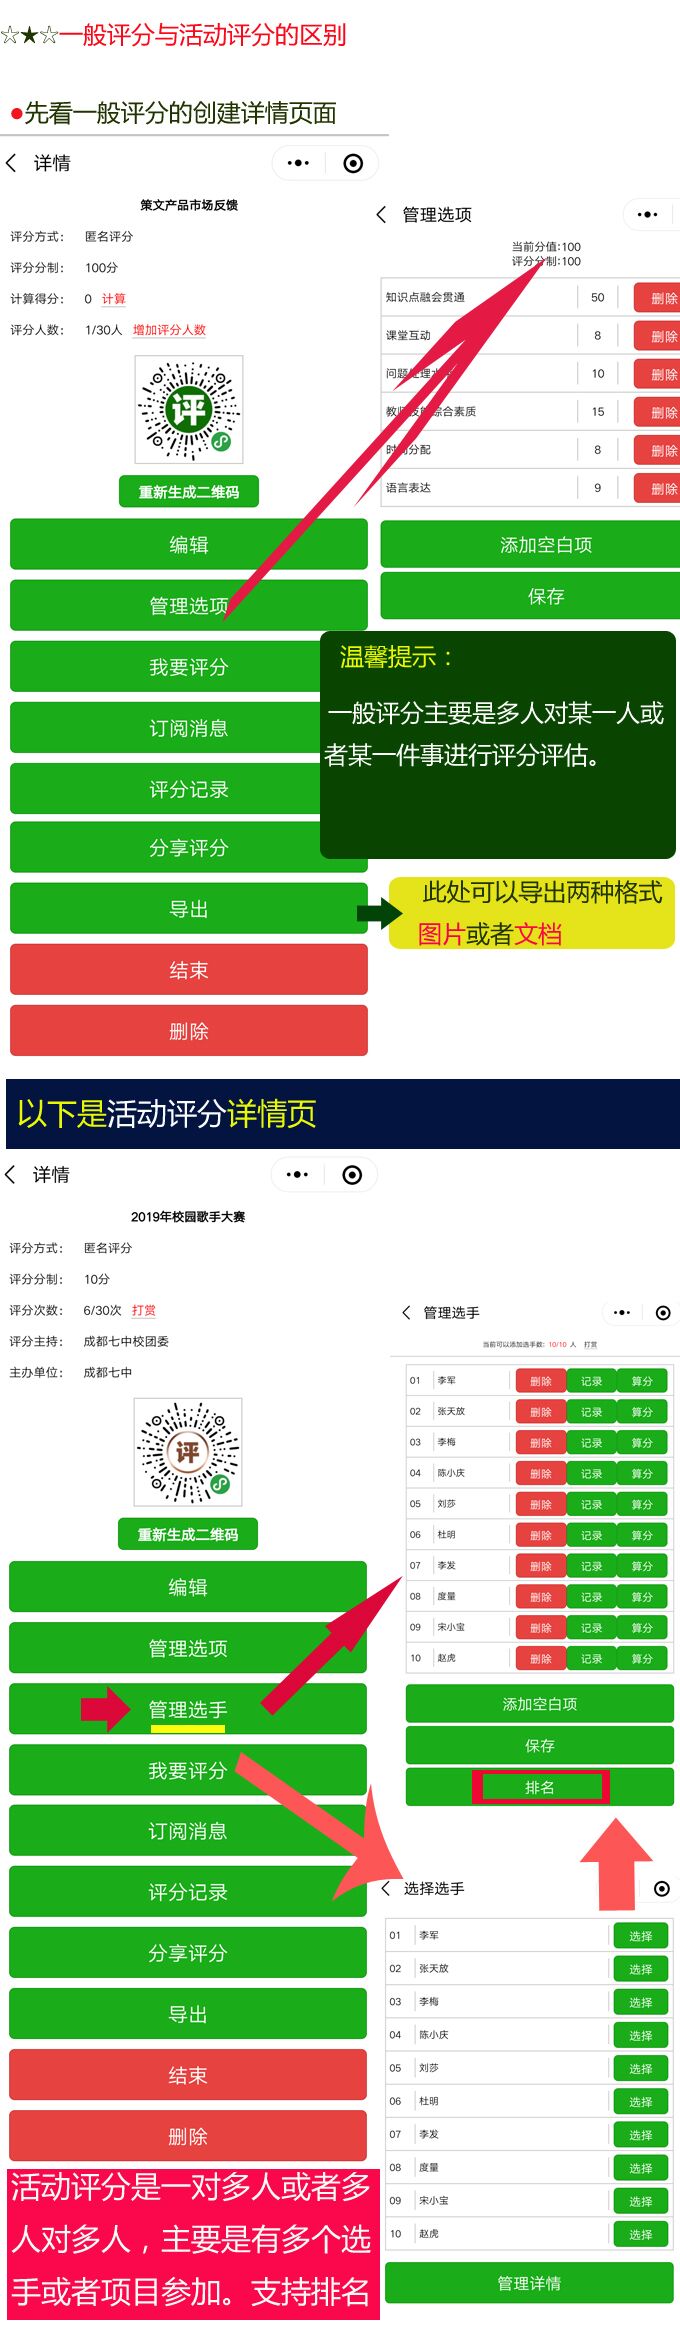 ☆★☆一般评分与活动评分的区别
●先看一般评分的创建详情页面
详情
策文产品市场反馈
评分方式： 匿名评分
评分分制： 100分
计算得分： 0 计算
评分人数： 1/30人 增加评分人数
评
重新生成二维码
编辑
管理选项
我要评分
订阅消息
评分记录
分享评分
导出
结束
删除
管理选项
当前分值:100
评分分制:100
知识点融会贯通 50 删除
课堂互动 8 删除
问题处理 10 删除
教师技能综合素质 15 删除
时间分配 8 删除
语言表达 9 删除
添加空白项
保存
温馨提示：
一般评分主要是多人对某一人或
者某一件事进行评分评估。
此处可以导出两种格式
图片或者文档
以下是活动评分详情页
详情
2019年校园歌手大赛
评分方式： 匿名评分
评分分制： 10分
评分次数： 6/30次 打赏
评分主持： 成都七中校团委
主办单位： 成都七中
评
重新生成二维码
编辑
管理选项
管理选手
我要评分
订阅消息
评分记录
分享评分
导出
结束
删除
管理选手
当前可以添加选手数: 10/10 人 打赏
01 李军 删除 记录 算分
02 张天放 删除 记录 算分
03 李梅 删除 记录 算分
04 陈小庆 删除 记录 算分
05 刘莎 删除 记录 算分
06 杜明 删除 记录 算分
07 李发 删除 记录 算分
08 度量 删除 记录 算分
09 宋小宝 删除 记录 算分
10 赵虎 删除 记录 算分
添加空白项
保存
排名
选择选手
01 李军 选择
02 张天放 选择
03 李梅 选择
04 陈小庆 选择
05 刘莎 选择
06 杜明 选择
07 李发 选择
08 度量 选择
09 宋小宝 选择
10 赵虎 选择
管理详情
活动评分是一对多人或者多
人对多人，主要是有多个选
手或者项目参加。支持排名